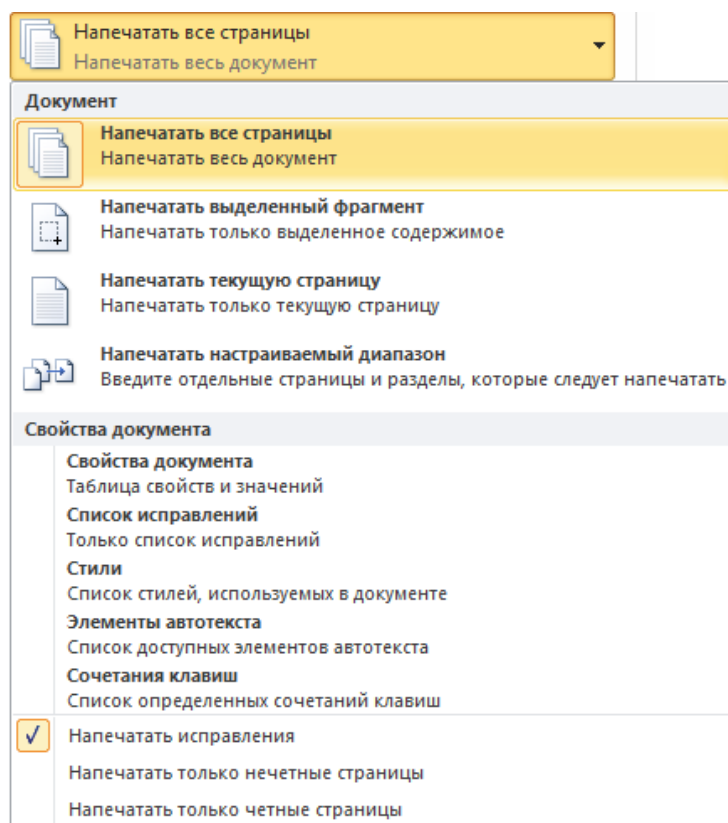 Напечатать все страницы
Напечатать весь документ
Документ
Напечатать все страницы
Напечатать весь документ
Напечатать выделенный фрагмент
Напечатать только выделенное содержимое
Напечатать текущую страницу
Напечатать только текущую страницу
Напечатать настраиваемый диапазон
Введите отдельные страницы и разделы, которые следует напечатать
Свойства документа
Свойства документа
Таблица свойств и значений
Список исправлений
Только список исправлений
Стили
Список стилей, используемых в документе
Элементы автотекста
Список доступных элементов автотекста
Сочетания клавиш
Список определенных сочетаний клавиш
Напечатать исправления
Напечатать только нечетные страницы
Напечатать только четные страницы